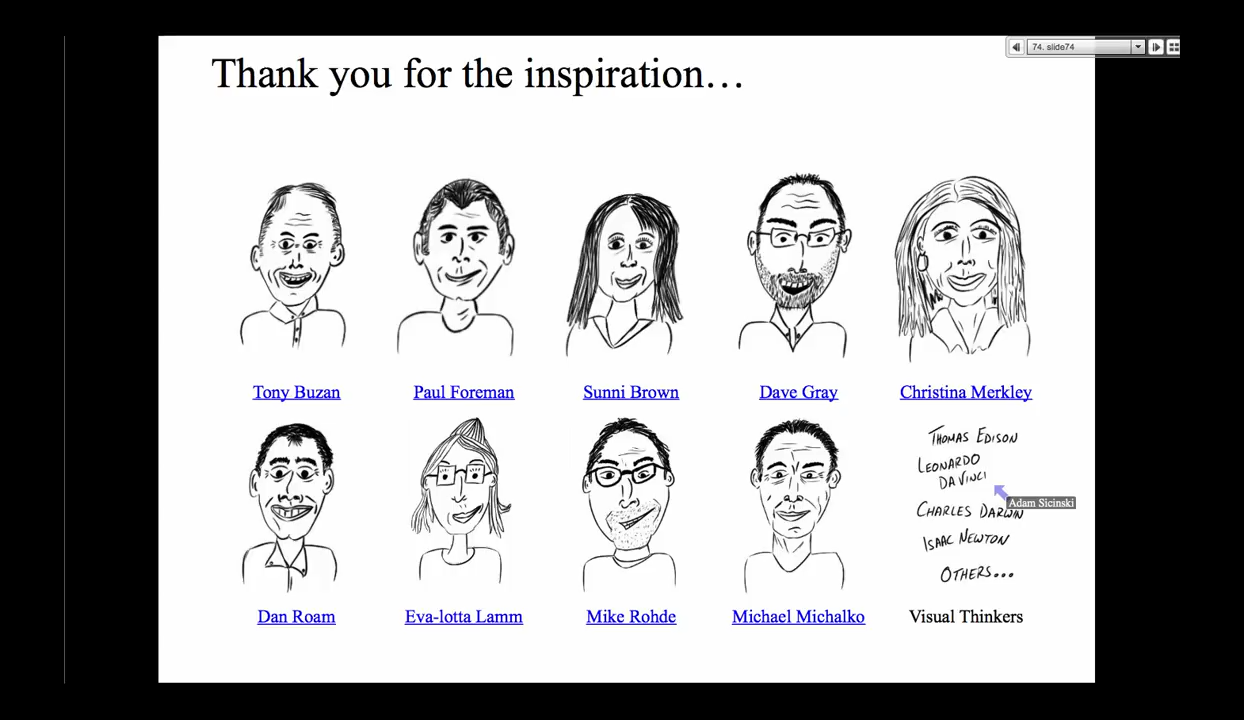 74. slide74
Thank you for the inspiration…
Tony Buzan
Paul Foreman
Sunni Brown
Dave Gray
Christina Merkley
THOMAS EDISON
LEONARDO
DA VINCI
Adam Sicinski
CHARLES DARWIN
ISAAC NEWTON
OTHERS...
Dan Roam
Eva-lotta Lamm
Mike Rohde
Michael Michalko
Visual Thinkers